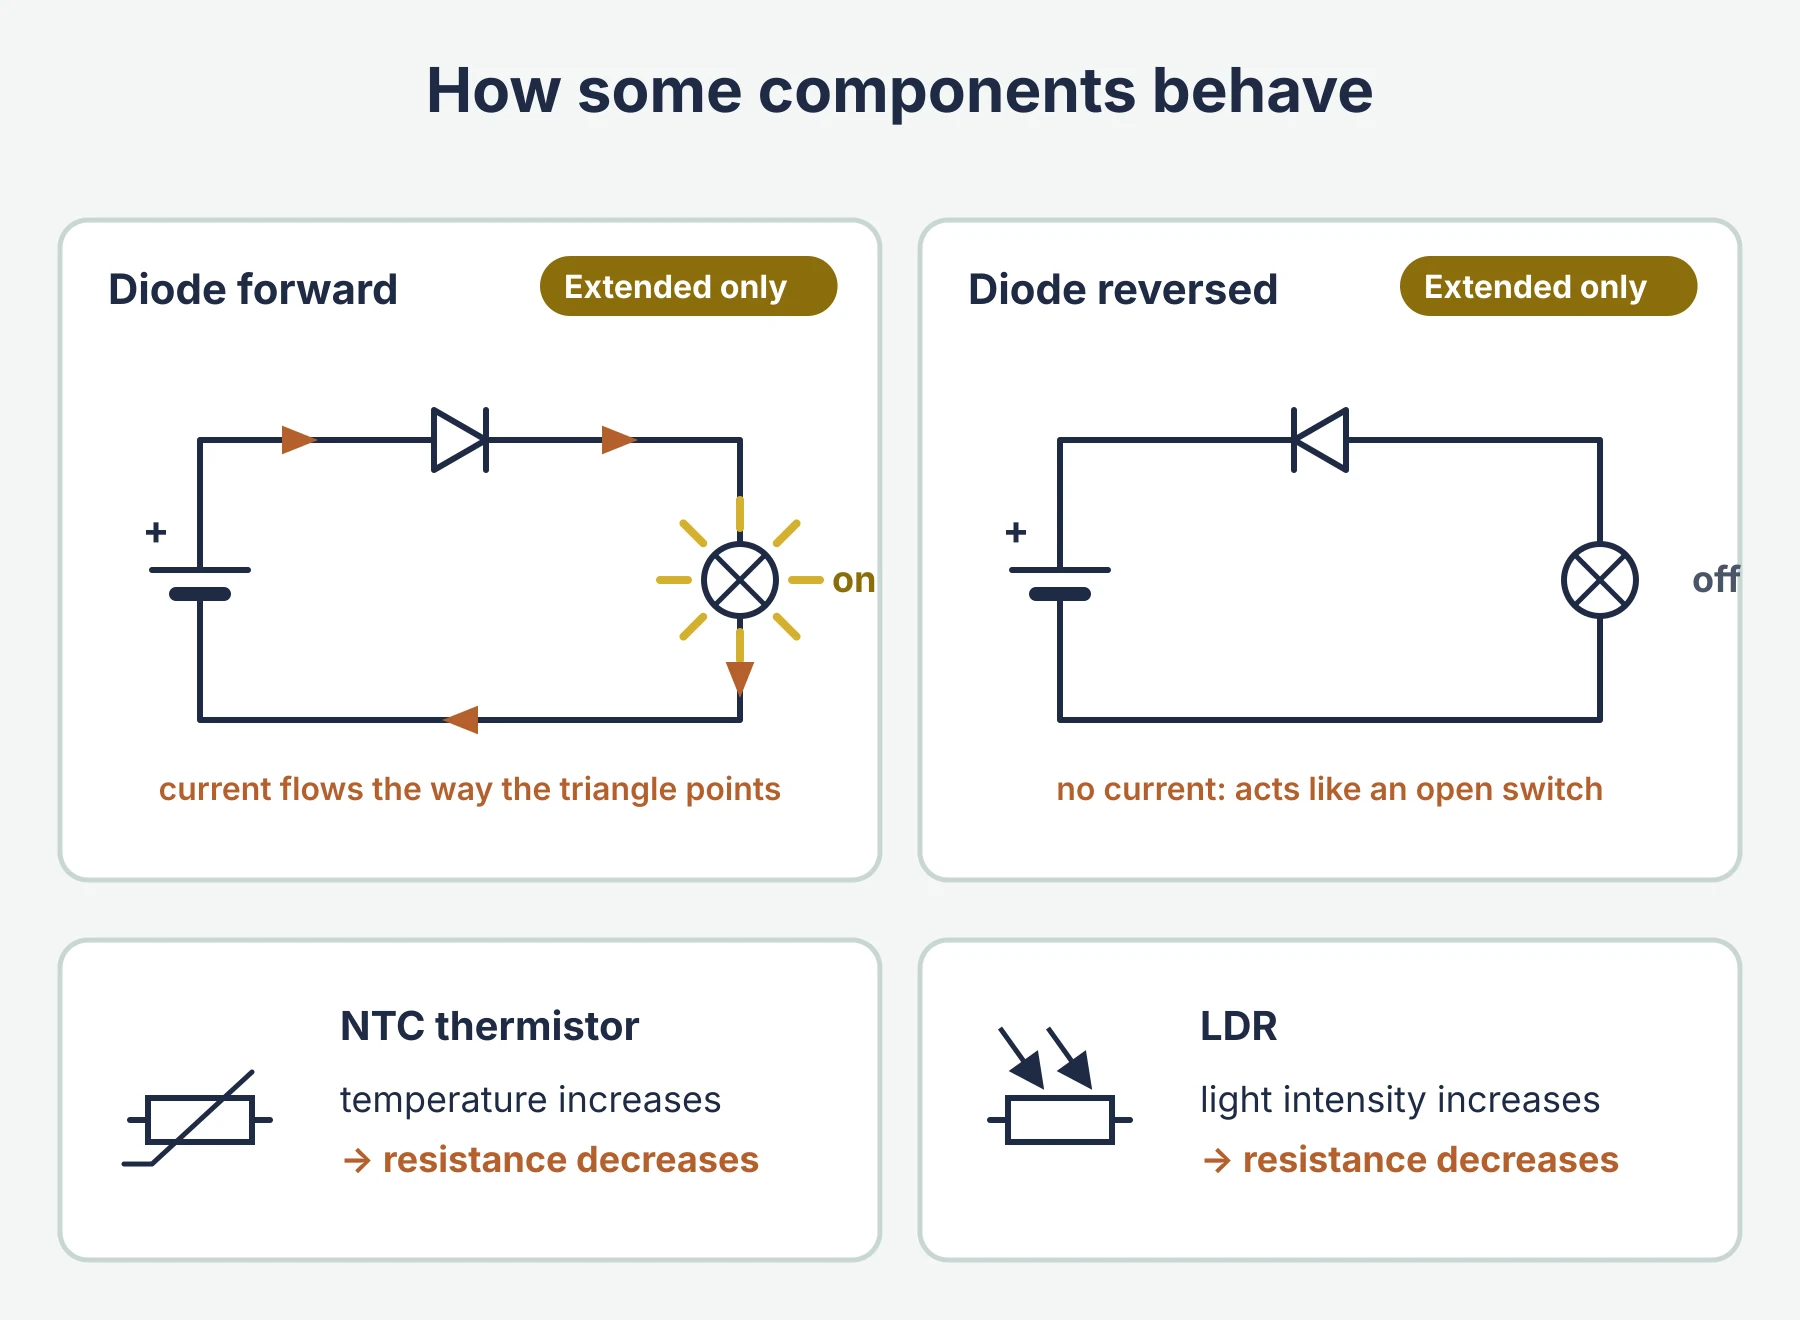 How some components behave
Diode forward
Extended only
+
on
current flows the way the triangle points
Diode reversed
Extended only
+
off
no current: acts like an open switch
NTC thermistor
temperature increases
→ resistance decreases
LDR
light intensity increases
→ resistance decreases